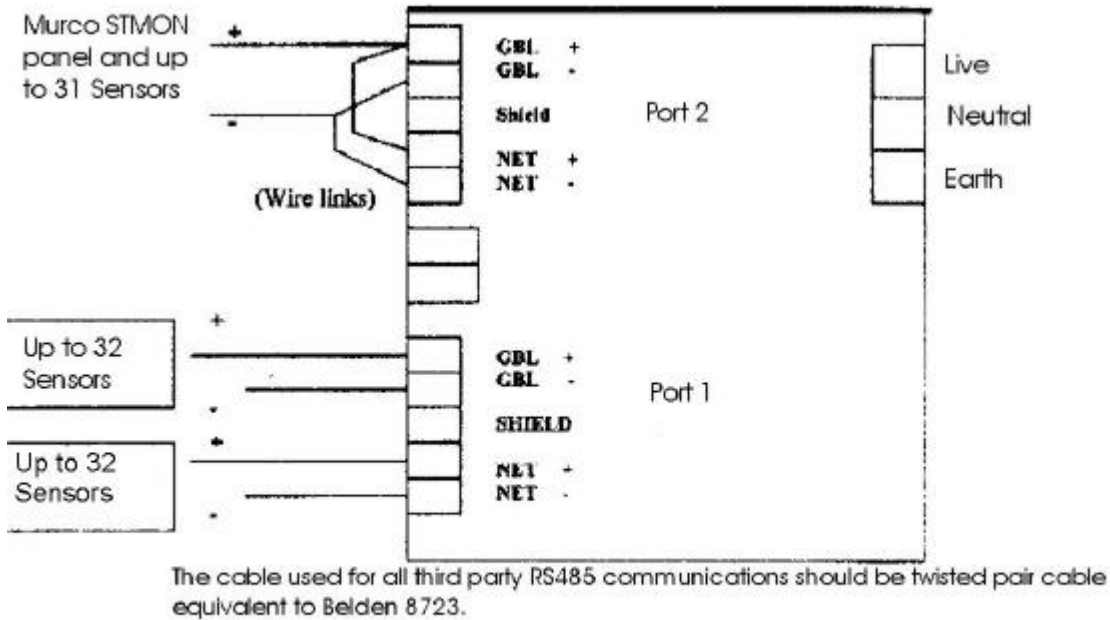 Murco STMON
panel and up
to 31 Sensors
+
-
(Wire links)
GBL +
GBL -
Shield
NET +
NET -
Port 2
Live
Neutral
Earth
Up to 32
Sensors
+
-
Up to 32
Sensors
+
-
GBL +
GBL -
SHIELD
NET +
NET -
Port 1
The cable used for all third party RS485 communications should be twisted pair cable
equivalent to Belden 8723.